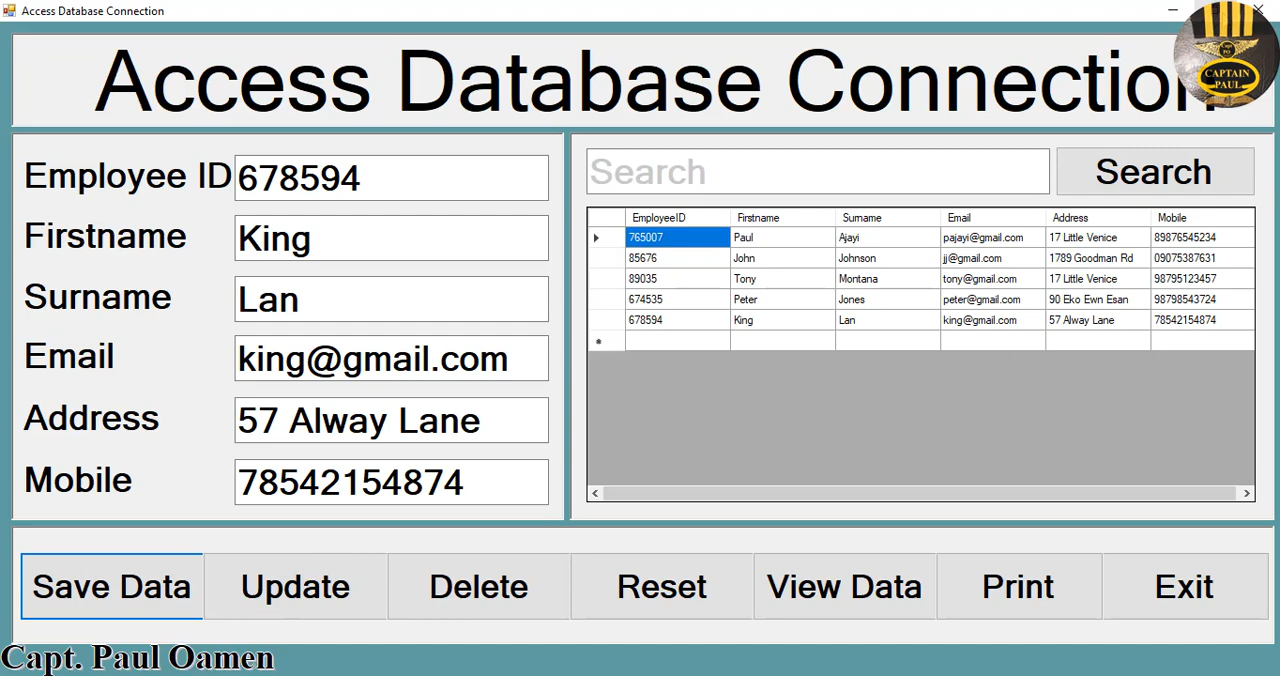 Access Database Connection
Access Database Connectio
CAPTAIN
PAUL
Employee ID 678594
Firstname King
Surname Lan
Email king@gmail.com
Address 57 Alway Lane
Mobile 78542154874
Search Search
EmployeeID Firstname Surname Email Address Mobile
765007 Paul Ajayi pajayi@gmail.com 17 Little Venice 89876545234
85676 John Johnson jj@gmail.com 1789 Goodman Rd 09075387631
89035 Tony Montana tony@gmail.com 17 Little Venice 98795123457
674535 Peter Jones peter@gmail.com 90 Eko Ewn Esan 98798543724
678594 King Lan king@gmail.com 57 Alway Lane 78542154874
Save Data Update Delete Reset View Data Print Exit
Capt. Paul Oamen